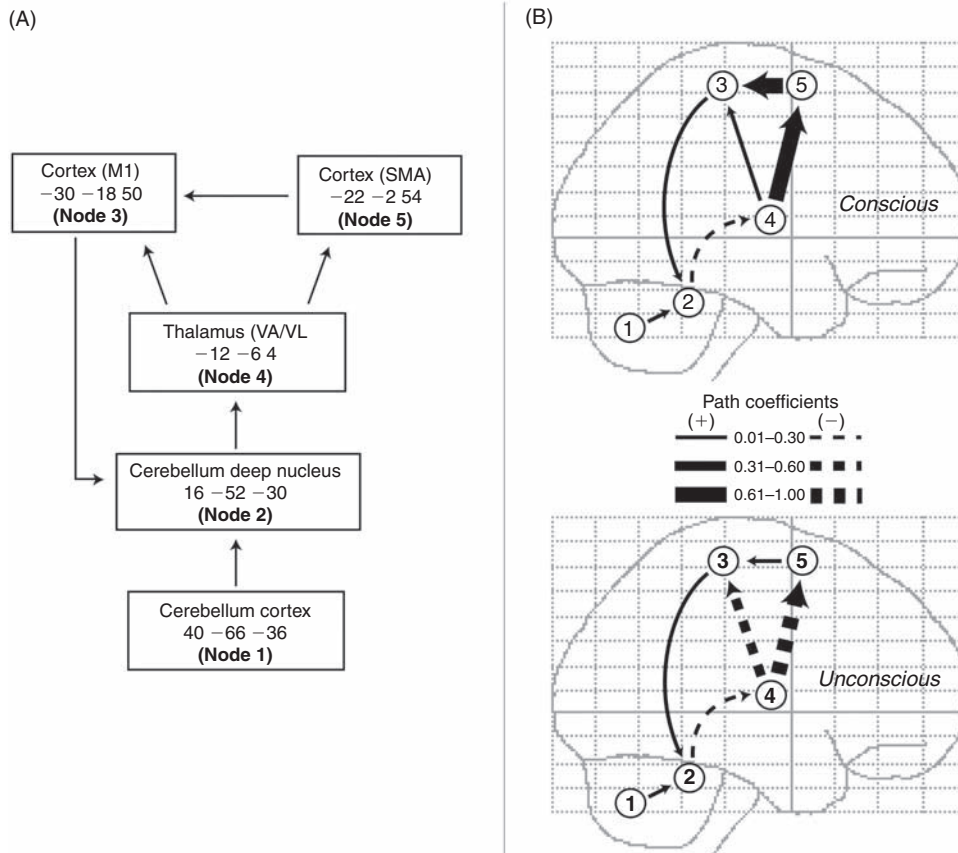 (A)
Cortex (M1)
−30 −18 50
(Node 3)
Cortex (SMA)
−22 −2 54
(Node 5)
Thalamus (VA/VL
−12 −6 4
(Node 4)
Cerebellum deep nucleus
16 −52 −30
(Node 2)
Cerebellum cortex
40 −66 −36
(Node 1)
(B)
3
5
4
Conscious
2
1
Path coefficients
(+) (−)
0.01–0.30
0.31–0.60
0.61–1.00
3
5
4
Unconscious
2
1